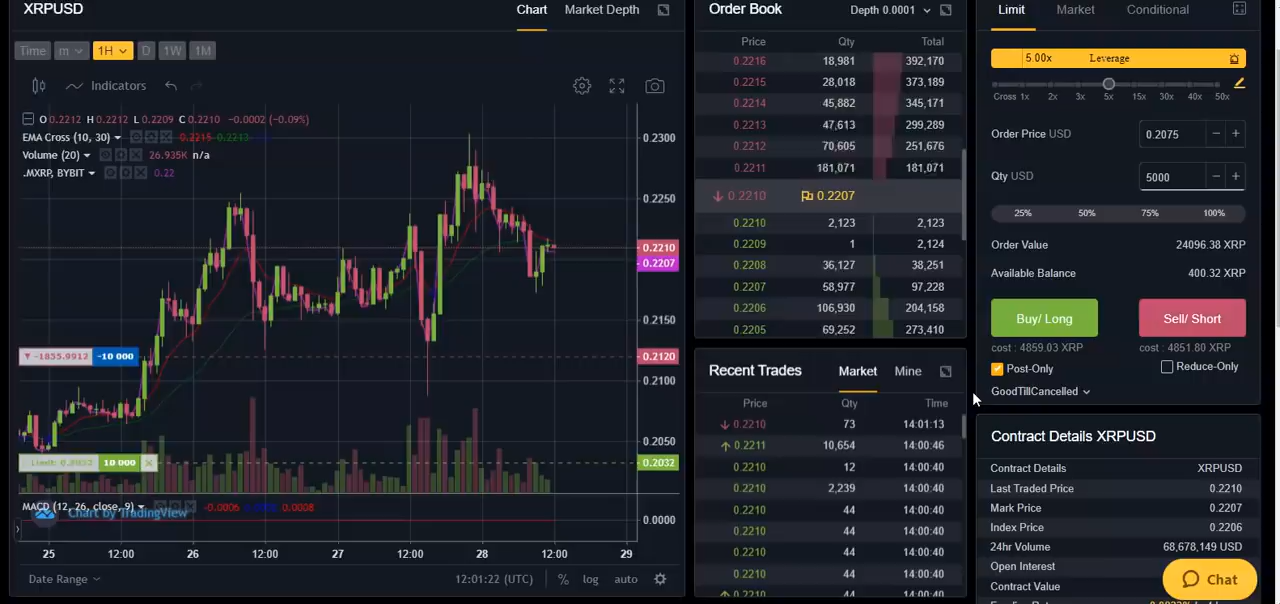 XRPUSD
Chart
Market Depth
Time m 1H D 1W 1M
Indicators
O 0.2212 H 0.2212 L 0.2209 C 0.2210 −0.0002 (−0.09%)
EMA Cross (10, 30) 0.2215 0.2213
Volume (20) 26.935K n/a
.MXRP, BYBIT 0.22
0.2300
0.2250
0.2210
0.2207
0.2150
-1835.9912 -10 000
0.2120
0.2100
0.2050
Limit: 0.2032 10 000 ×
0.2032
MACD (12, 26, close, 9) -0.0006 0.0008
Chart by TradingView
0.0000
25 12:00 26 12:00 27 12:00 28 12:00 29
Date Range
12:01:22 (UTC) % log auto
Order Book
Depth 0.0001
Price Qty Total
0.2216 18,981 392,170
0.2215 28,018 373,189
0.2214 45,882 345,171
0.2213 47,613 299,289
0.2212 70,605 251,676
0.2211 181,071 181,071
↓ 0.2210 0.2207
0.2210 2,123 2,123
0.2209 1 2,124
0.2208 36,127 38,251
0.2207 58,977 97,228
0.2206 106,930 204,158
0.2205 69,252 273,410
Recent Trades
Market Mine
Price Qty Time
↓ 0.2210 73 14:01:13
↑ 0.2211 10,654 14:00:46
0.2210 12 14:00:40
0.2210 2,239 14:00:40
0.2210 44 14:00:40
0.2210 44 14:00:40
0.2210 44 14:00:40
0.2210 44 14:00:40
↑ 0.2210 44 14:00:40
Limit Market Conditional
5.00x Leverage
Cross 1x 2x 3x 5x 15x 30x 40x 50x
Order Price USD 0.2075 − +
Qty USD 5000 − +
25% 50% 75% 100%
Order Value 24096.38 XRP
Available Balance 400.32 XRP
Buy/ Long Sell/ Short
cost : 4859.03 XRP cost : 4851.80 XRP
Post-Only Reduce-Only
GoodTillCancelled
Contract Details XRPUSD
Contract Details XRPUSD
Last Traded Price 0.2210
Mark Price 0.2207
Index Price 0.2206
24hr Volume 68,678,149 USD
Open Interest
Contract Value
Chat